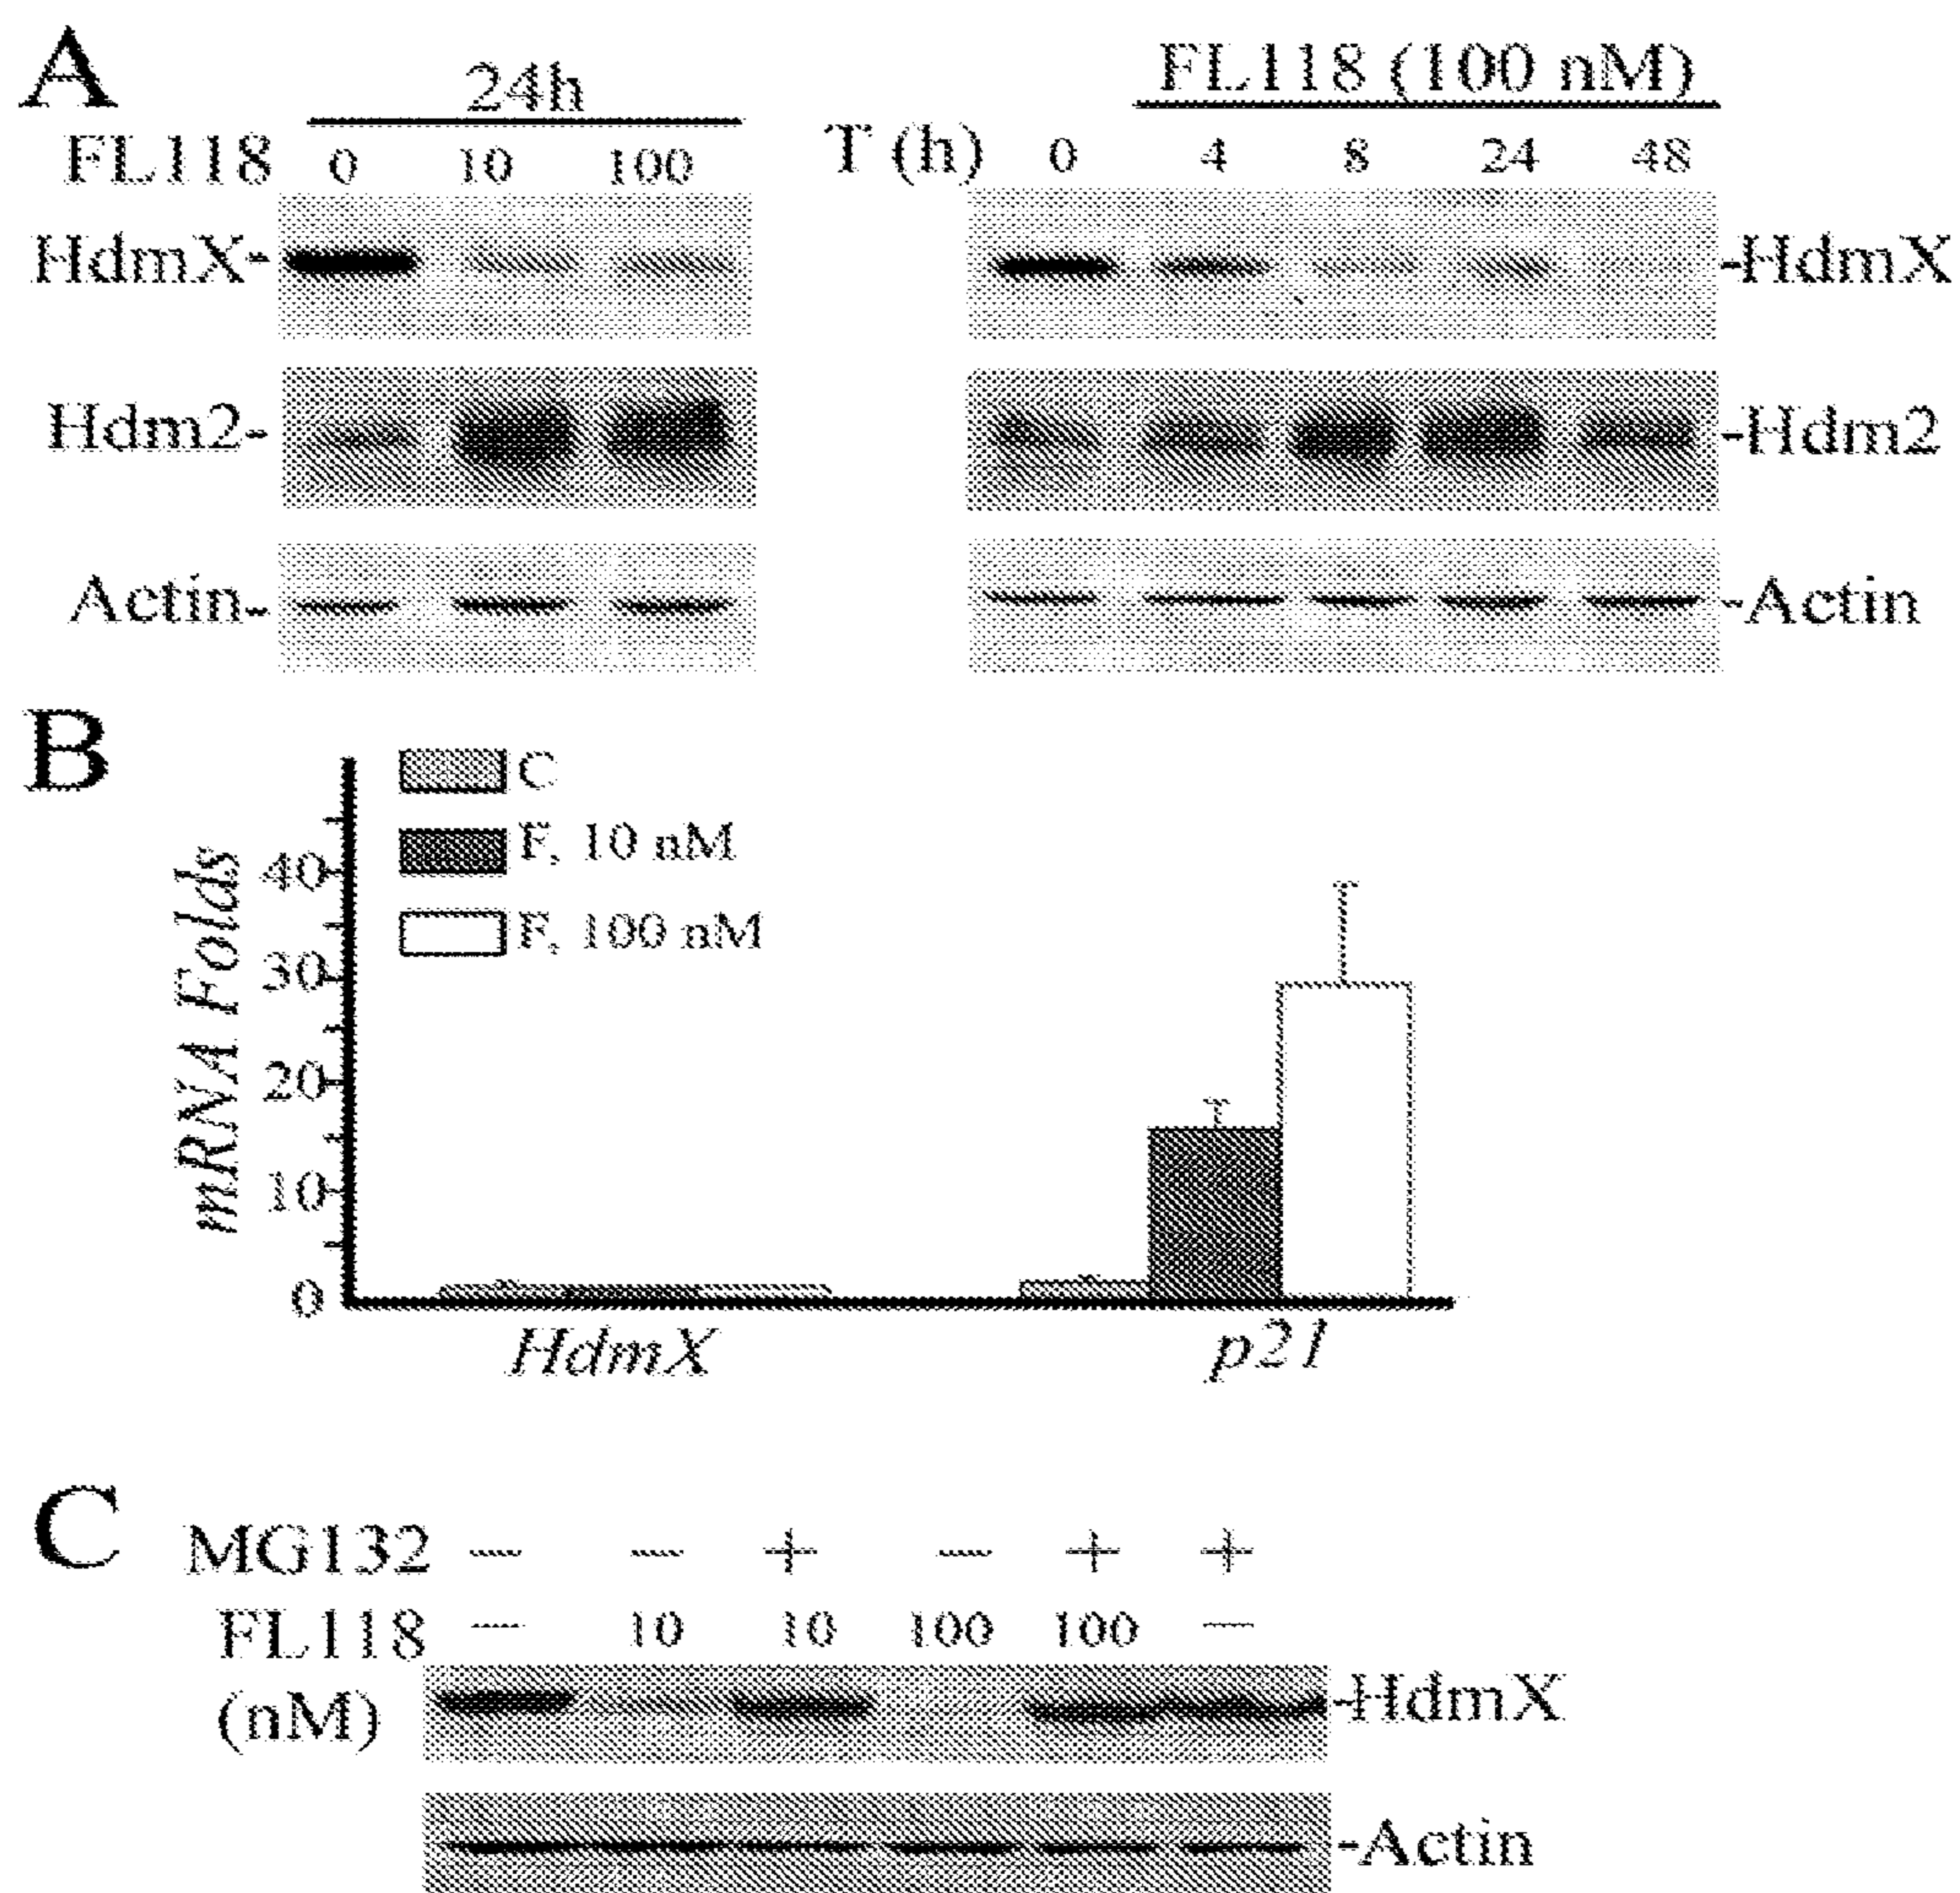 A
24h
FL118 0 10 100
HdmX-
Hdm2-
Actin-
FL118 (100 nM)
T (h) 0 4 8 24 48
-HdmX
-Hdm2
-Actin
B
C
F, 10 nM
F, 100 nM
mRNA Folds
40
30
20
10
0
HdmX p21
C
MG132 – – + – + +
FL118 – 10 10 100 100 –
(nM)
-HdmX
-Actin